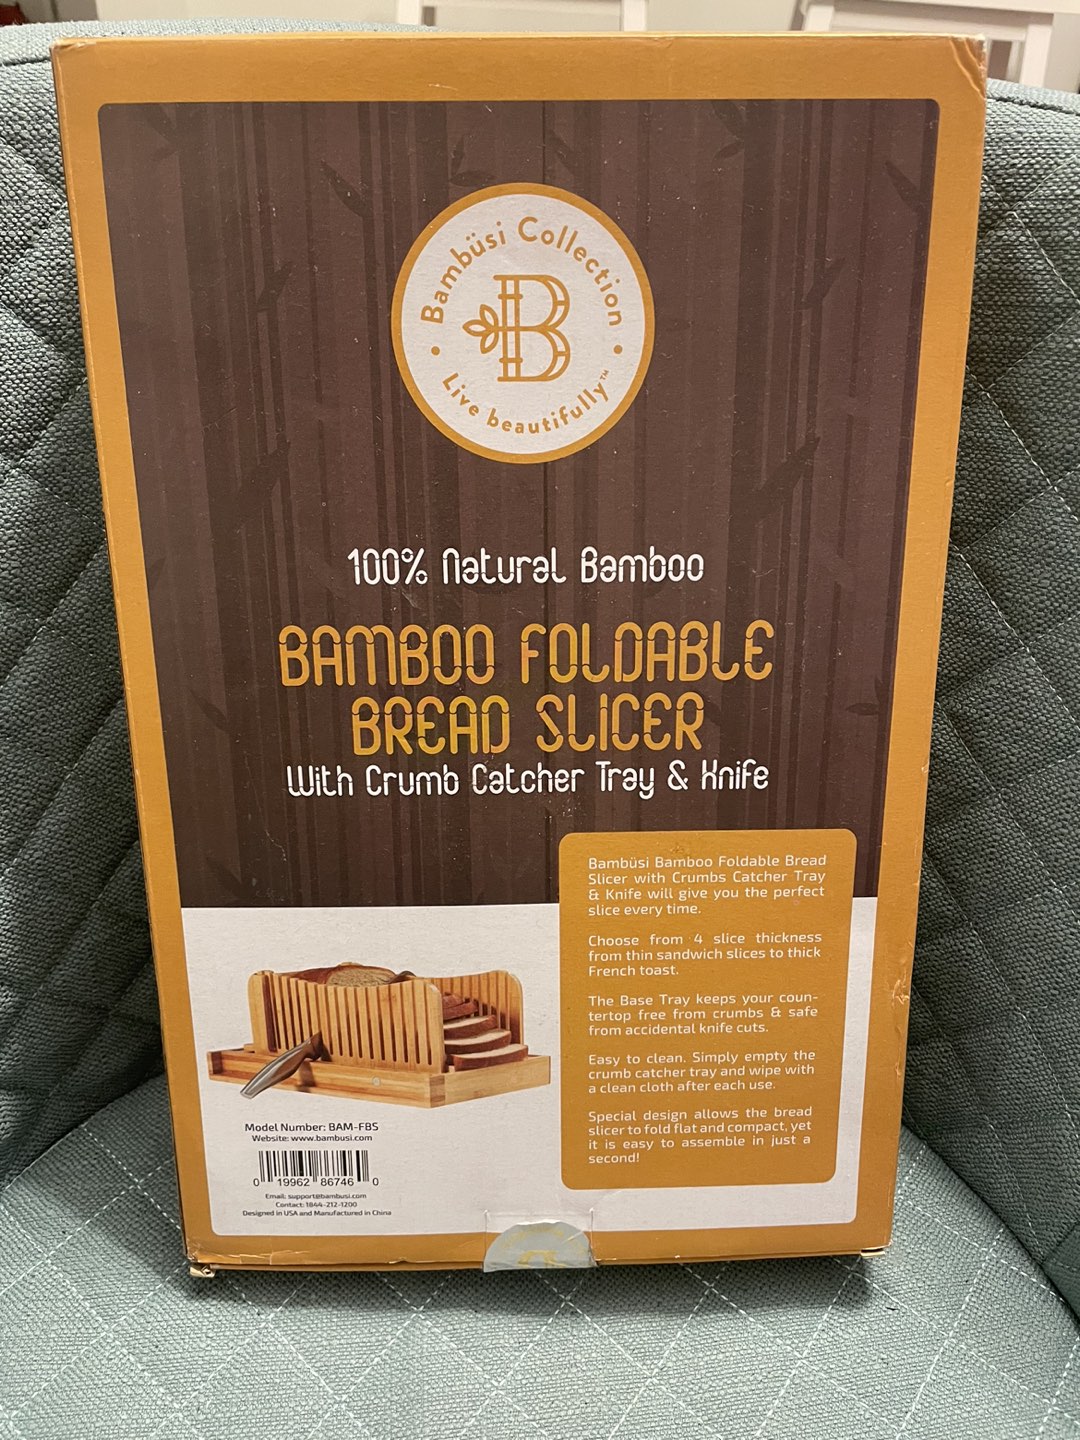 Bambüsi Collection
B
Live beautifully™
100% Natural Bamboo
BAMBOO FOLDABLE
BREAD SLICER
With Crumb Catcher Tray & Knife
Bambüsi Bamboo Foldable Bread
Slicer with Crumbs Catcher Tray
& Knife will give you the perfect
slice every time.
Choose from 4 slice thickness
from thin sandwich slices to thick
French toast.
The Base Tray keeps your coun-
tertop free from crumbs & safe
from accidental knife cuts.
Easy to clean. Simply empty the
crumb catcher tray and wipe with
a clean cloth after each use.
Special design allows the bread
slicer to fold flat and compact, yet
it is easy to assemble in just a
second!
Model Number: BAM-FBS
Website: www.bambusi.com
0 19962 86746 0
Email: support@bambusi.com
Contact: 1844-212-1200
Designed in USA and Manufactured in China